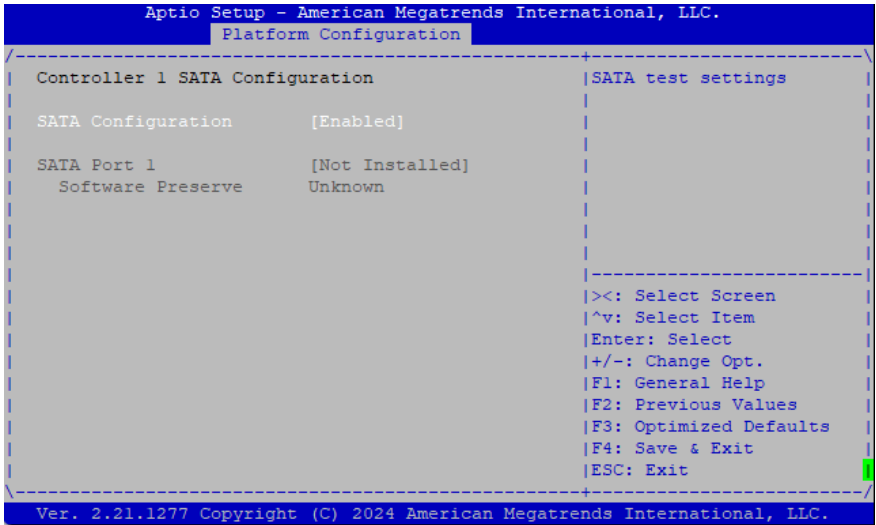 Aptio Setup - American Megatrends International, LLC.
Platform Configuration
Controller 1 SATA Configuration
SATA test settings
SATA Configuration [Enabled]
SATA Port 1 [Not Installed]
Software Preserve Unknown
><: Select Screen
^v: Select Item
Enter: Select
+/-: Change Opt.
F1: General Help
F2: Previous Values
F3: Optimized Defaults
F4: Save & Exit
ESC: Exit
Ver. 2.21.1277 Copyright (C) 2024 American Megatrends International, LLC.